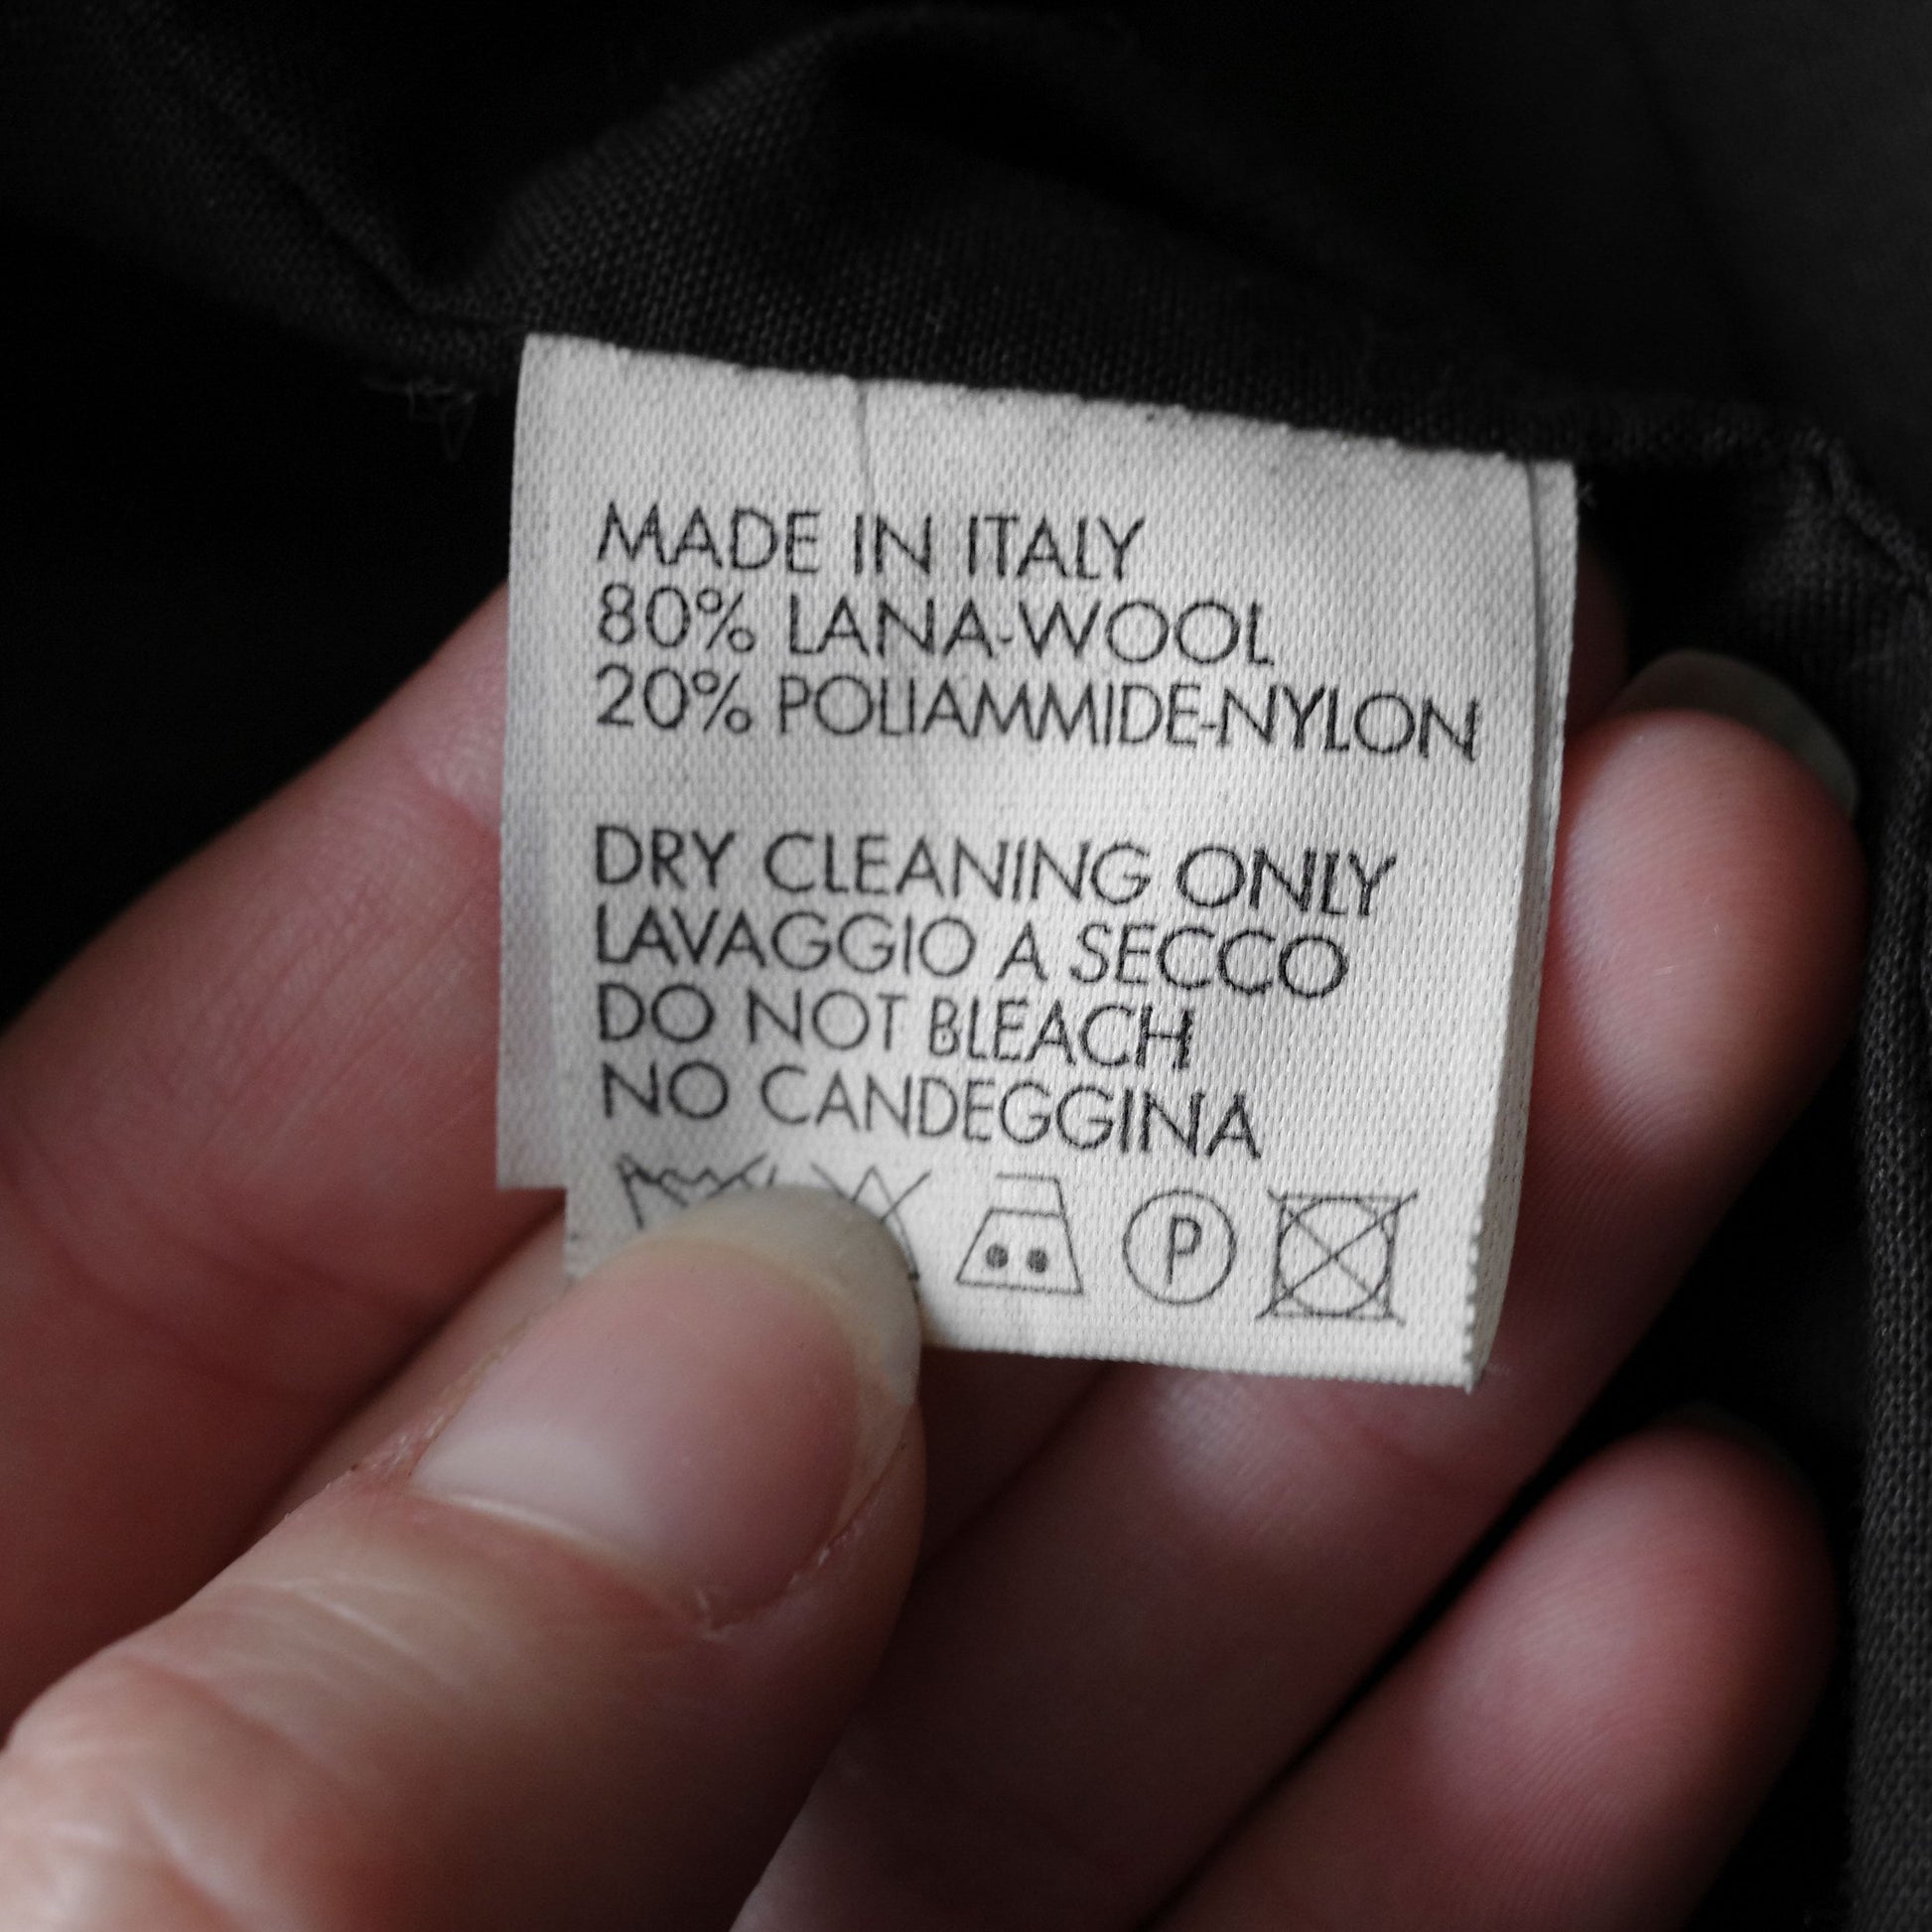 MADE IN ITALY
80% LANA-WOOL
20% POLIAMMIDE-NYLON
DRY CLEANING ONLY
LAVAGGIO A SECCO
DO NOT BLEACH
NO CANDEGGINA
P